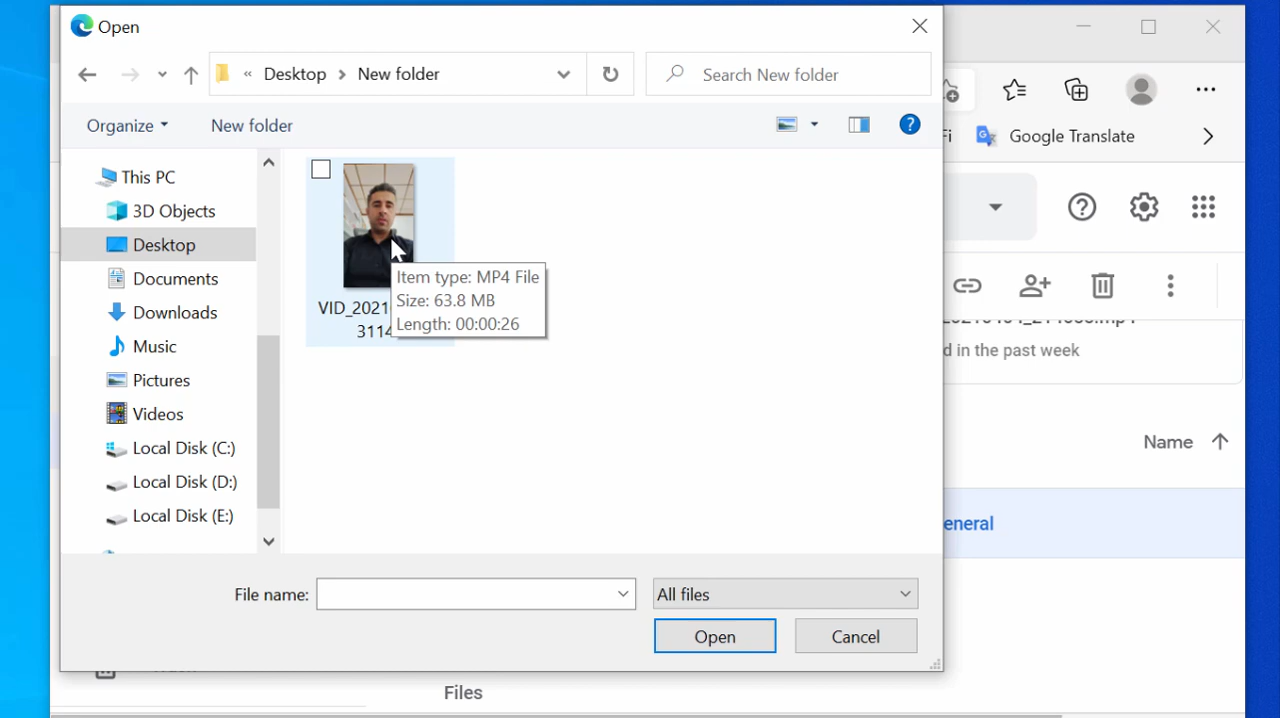 Open
« Desktop > New folder
Search New folder
Organize
New folder
Google Translate
This PC
3D Objects
Desktop
Documents
Downloads
Music
Pictures
Videos
Local Disk (C:)
Local Disk (D:)
Local Disk (E:)
VID_2021
3114
Item type: MP4 File
Size: 63.8 MB
Length: 00:00:26
d in the past week
Name
eneral
File name:
All files
Open
Cancel
Files